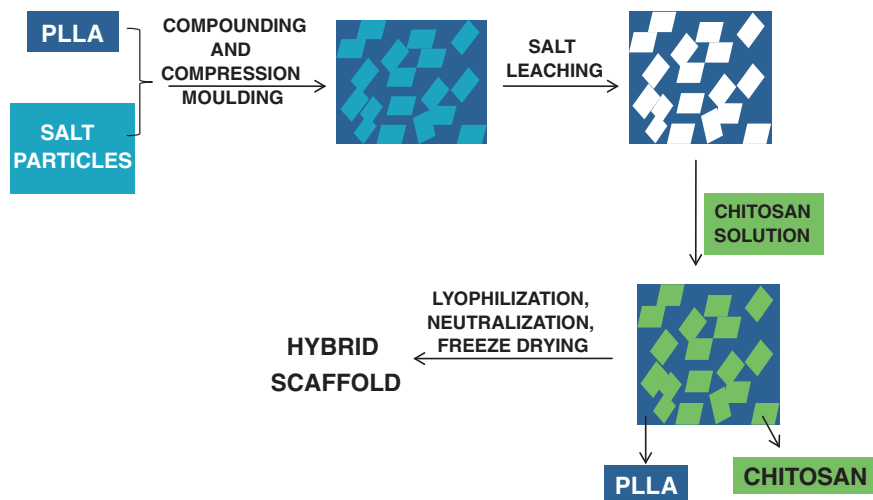 PLLA
SALT
PARTICLES
COMPOUNDING
AND
COMPRESSION
MOULDING
SALT
LEACHING
CHITOSAN
SOLUTION
LYOPHILIZATION,
NEUTRALIZATION,
FREEZE DRYING
HYBRID
SCAFFOLD
PLLA
CHITOSAN